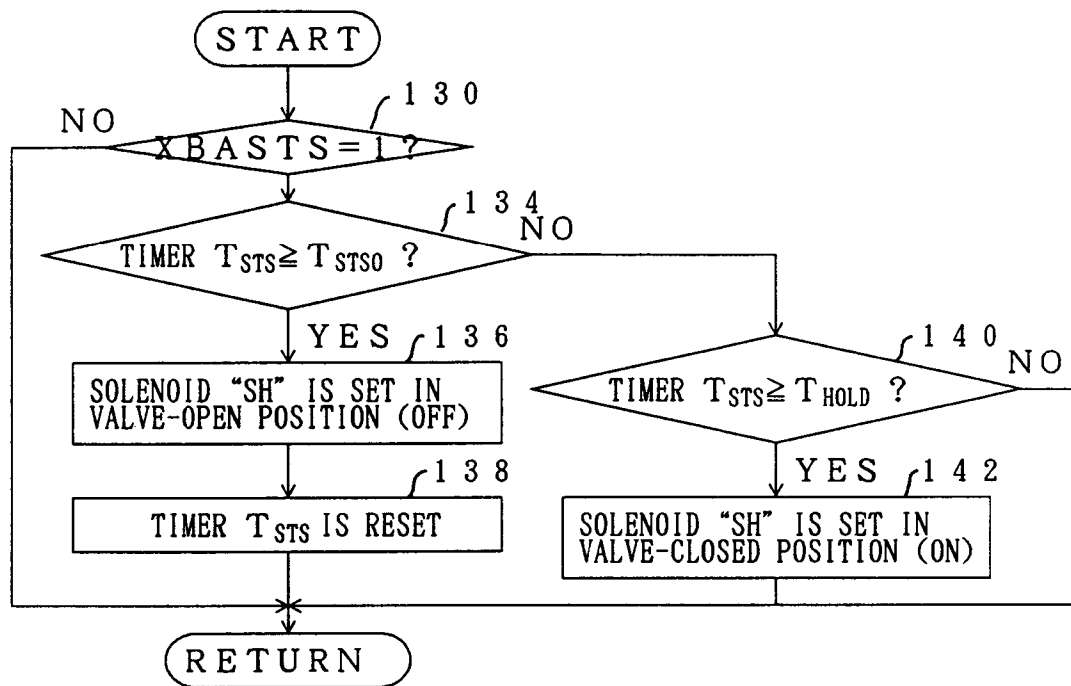 START
130
NO
XBASTS=1?
134
NO
TIMER TSTS≧TSTSO ?
YES
136
140
NO
SOLENOID “SH” IS SET IN
VALVE-OPEN POSITION (OFF)
TIMER TSTS≧THOLD ?
138
YES
142
TIMER TSTS IS RESET
SOLENOID “SH” IS SET IN
VALVE-CLOSED POSITION (ON)
RETURN